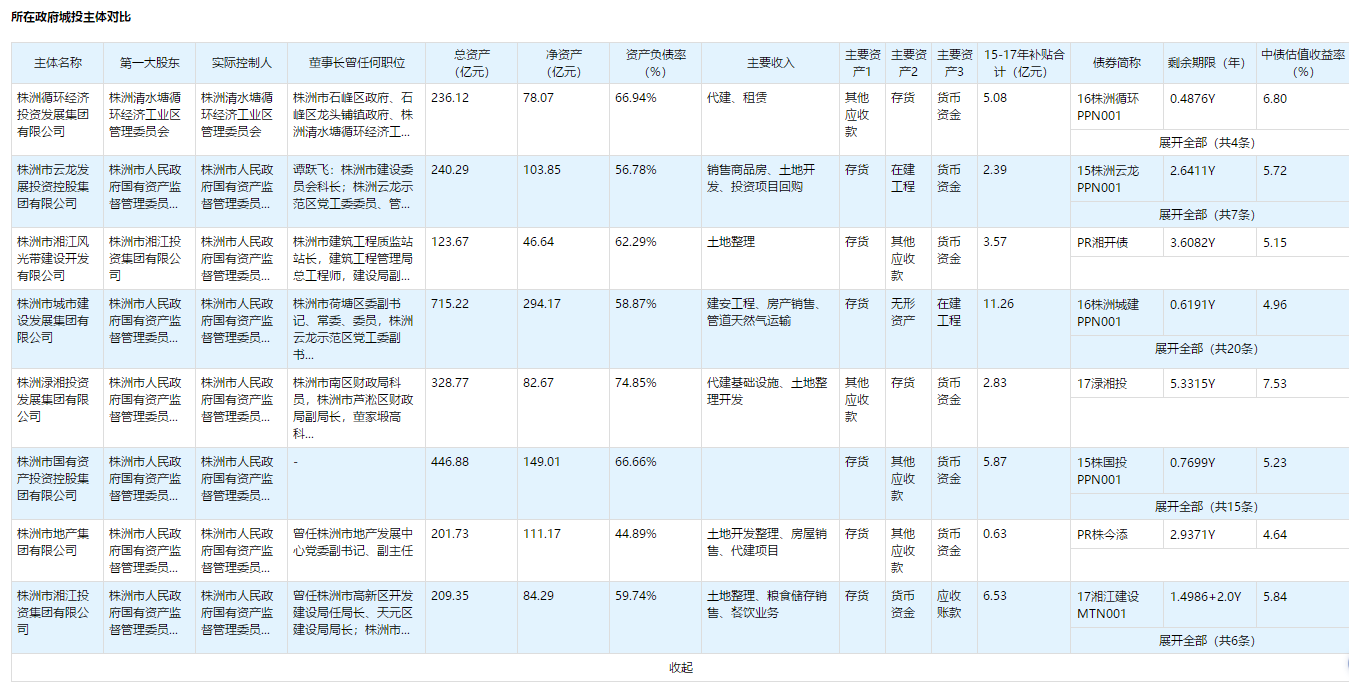 所在政府城投主体对比
主体名称
第一大股东
实际控制人
董事长曾任何职位
总资产
（亿元）
净资产
（亿元）
资产负债率
（%）
主要收入
主要资
产1
主要资
产2
主要资
产3
15-17年补贴合
计（亿元）
债券简称
剩余期限（年）
中债估值收益率
（%）
株洲循环经济
投资发展集团
有限公司
株洲清水塘循
环经济工业区
管理委员会
株洲清水塘循
环经济工业区
管理委员会
株洲市石峰区政府、石
峰区龙头铺镇政府、株
洲清水塘循环经济工...
236.12
78.07
66.94%
代建、租赁
其他
应收
款
存货
货币
资金
5.08
16株洲循环
PPN001
0.4876Y
6.80
展开全部（共4条）
株洲市云龙发
展投资控股集
团有限公司
株洲市人民政
府国有资产监
督管理委员...
株洲市人民政
府国有资产监
督管理委员...
谭跃飞：株洲市建设委
员会科长；株洲云龙示
范区党工委委员、管...
240.29
103.85
56.78%
销售商品房、土地开
发、投资项目回购
存货
在建
工程
货币
资金
2.39
15株洲云龙
PPN001
2.6411Y
5.72
展开全部（共7条）
株洲市湘江风
光带建设开发
有限公司
株洲市湘江投
资集团有限公
司
株洲市人民政
府国有资产监
督管理委员...
株洲市建筑工程质监站
站长，建筑工程管理局
总工程师，建设局副...
123.67
46.64
62.29%
土地整理
存货
其他
应收
款
货币
资金
3.57
PR湘开债
3.6082Y
5.15
株洲市城市建
设发展集团有
限公司
株洲市人民政
府国有资产监
督管理委员...
株洲市人民政
府国有资产监
督管理委员...
株洲市荷塘区委副书
记、常委、委员，株洲
云龙示范区党工委副
书...
715.22
294.17
58.87%
建安工程、房产销售、
管道天然气运输
存货
无形
资产
在建
工程
11.26
16株洲城建
PPN001
0.6191Y
4.96
展开全部（共20条）
株洲渌湘投资
发展集团有限
公司
株洲市人民政
府国有资产监
督管理委员...
株洲市人民政
府国有资产监
督管理委员...
株洲市南区财政局科
员，株洲市芦淞区财政
局副局长，董家塅高
科...
328.77
82.67
74.85%
代建基础设施、土地整
理开发
其他
应收
款
存货
货币
资金
2.83
17渌湘投
5.3315Y
7.53
株洲市国有资
产投资控股集
团有限公司
株洲市人民政
府国有资产监
督管理委员...
株洲市人民政
府国有资产监
督管理委员...
-
446.88
149.01
66.66%
存货
其他
应收
款
货币
资金
5.87
15株国投
PPN001
0.7699Y
5.23
展开全部（共15条）
株洲市地产集
团有限公司
株洲市人民政
府国有资产监
督管理委员...
株洲市人民政
府国有资产监
督管理委员...
曾任株洲市地产发展中
心党委副书记、副主任
201.73
111.17
44.89%
土地开发整理、房屋销
售、代建项目
存货
其他
应收
款
货币
资金
0.63
PR株今添
2.9371Y
4.64
株洲市湘江投
资集团有限公
司
株洲市人民政
府国有资产监
督管理委员...
株洲市人民政
府国有资产监
督管理委员...
曾任株洲市高新区开发
建设局任局长、天元区
建设局局长；株洲市...
209.35
84.29
59.74%
土地整理、粮食储存销
售、餐饮业务
存货
货币
资金
应收
账款
6.53
17湘江建设
MTN001
1.4986+2.0Y
5.84
展开全部（共6条）
收起